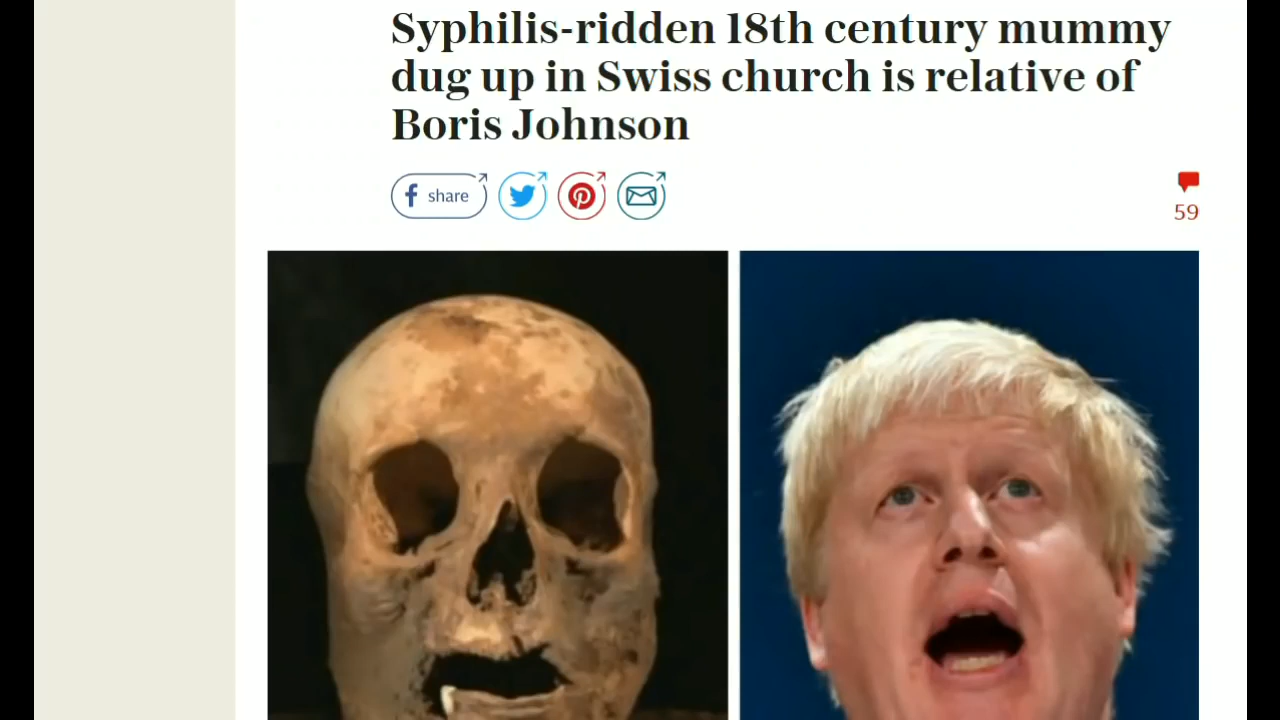 Syphilis-ridden 18th century mummy
dug up in Swiss church is relative of
Boris Johnson
share
59